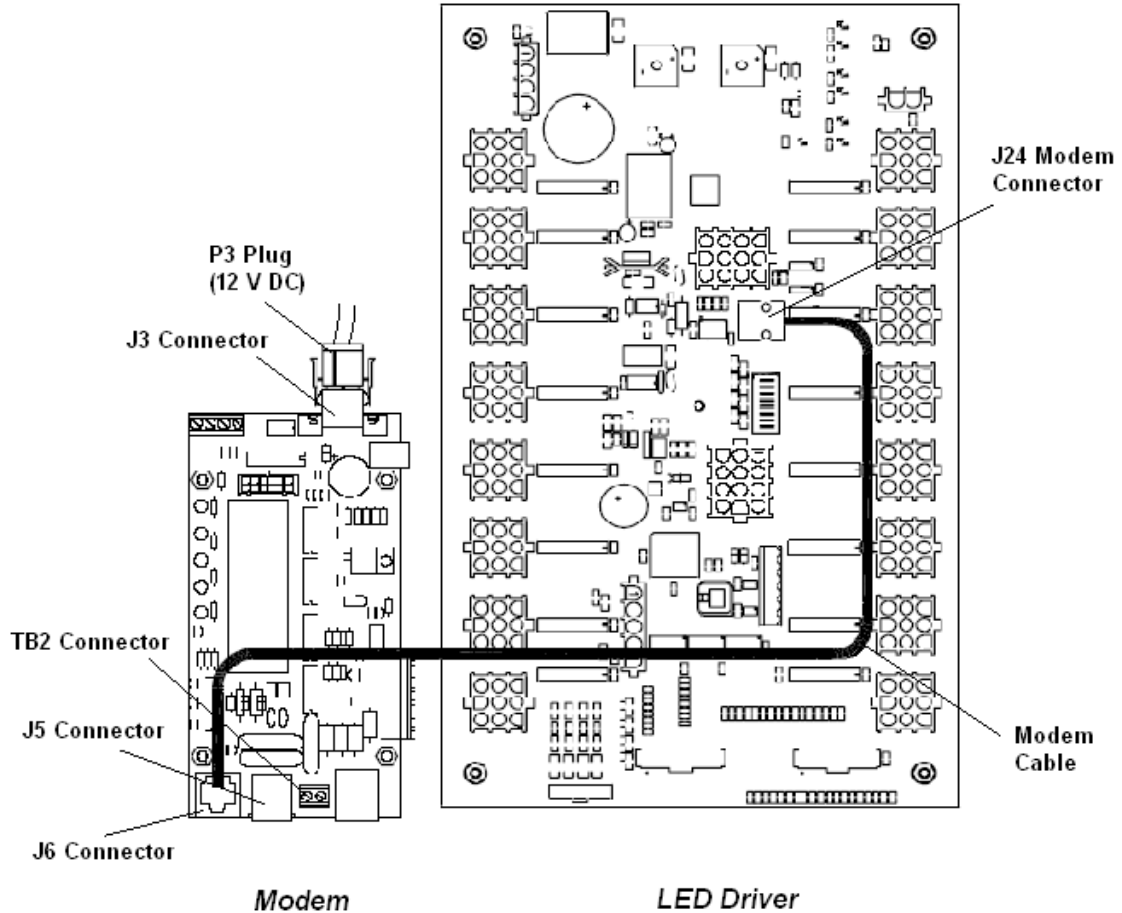 J24 Modem
Connector
P3 Plug
(12 V DC)
J3 Connector
TB2 Connector
J5 Connector
Modem
Cable
J6 Connector
Modem
LED Driver